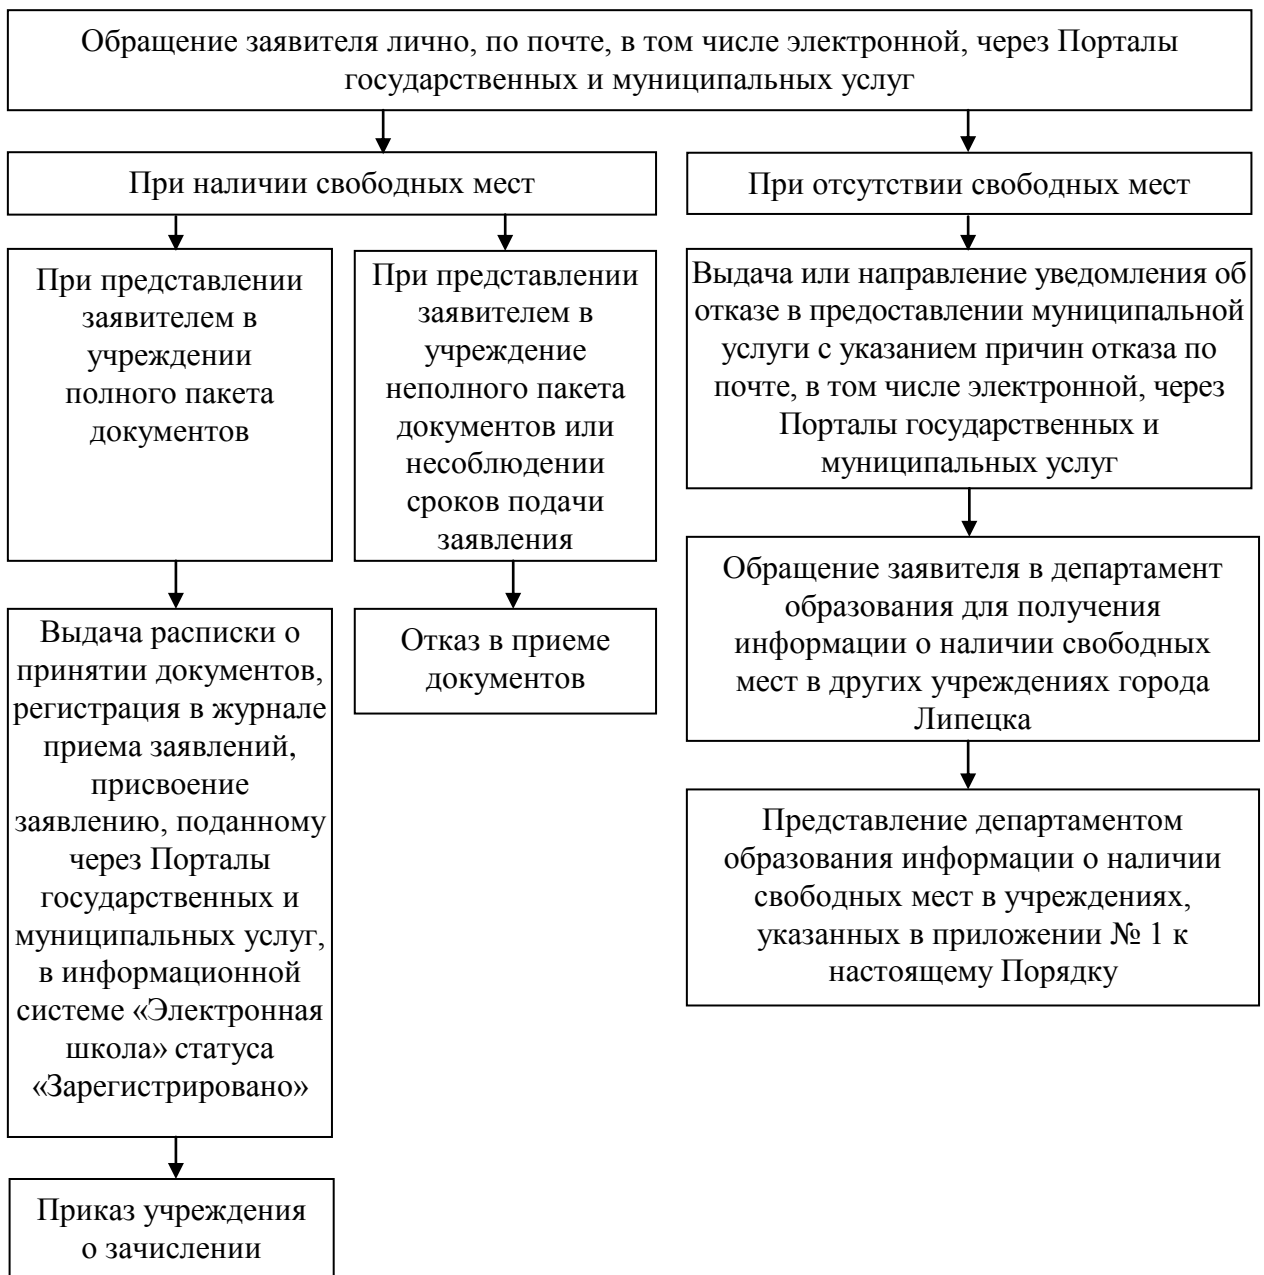 Обращение заявителя лично, по почте, в том числе электронной, через Порталы
государственных и муниципальных услуг
При наличии свободных мест
При отсутствии свободных мест
При представлении
заявителем в
учреждении
полного пакета
документов
При представлении
заявителем в
учреждение
неполного пакета
документов или
несоблюдении
сроков подачи
заявления
Выдача или направление уведомления об
отказе в предоставлении муниципальной
услуги с указанием причин отказа по
почте, в том числе электронной, через
Порталы государственных и
муниципальных услуг
Выдача расписки о
принятии документов,
регистрация в журнале
приема заявлений,
присвоение
заявлению, поданному
через Порталы
государственных и
муниципальных услуг,
в информационной
системе «Электронная
школа» статуса
«Зарегистрировано»
Отказ в приеме
документов
Обращение заявителя в департамент
образования для получения
информации о наличии свободных
мест в других учреждениях города
Липецка
Представление департаментом
образования информации о наличии
свободных мест в учреждениях,
указанных в приложении № 1 к
настоящему Порядку
Приказ учреждения
о зачислении